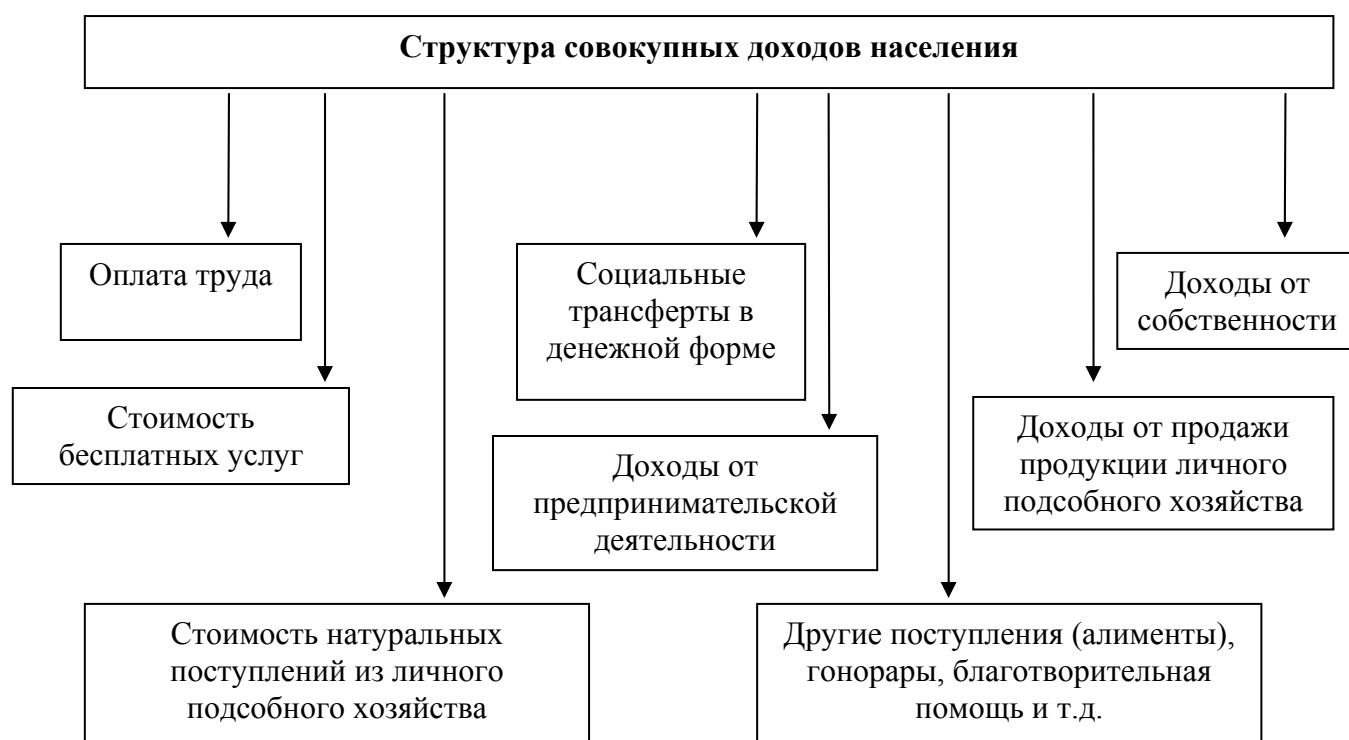 Структура совокупных доходов населения
Оплата труда
Социальные
трансферты в
денежной форме
Доходы от
собственности
Стоимость
бесплатных услуг
Доходы от
предпринимательской
деятельности
Доходы от продажи
продукции личного
подсобного хозяйства
Стоимость натуральных
поступлений из личного
подсобного хозяйства
Другие поступления (алименты),
гонорары, благотворительная
помощь и т.д.